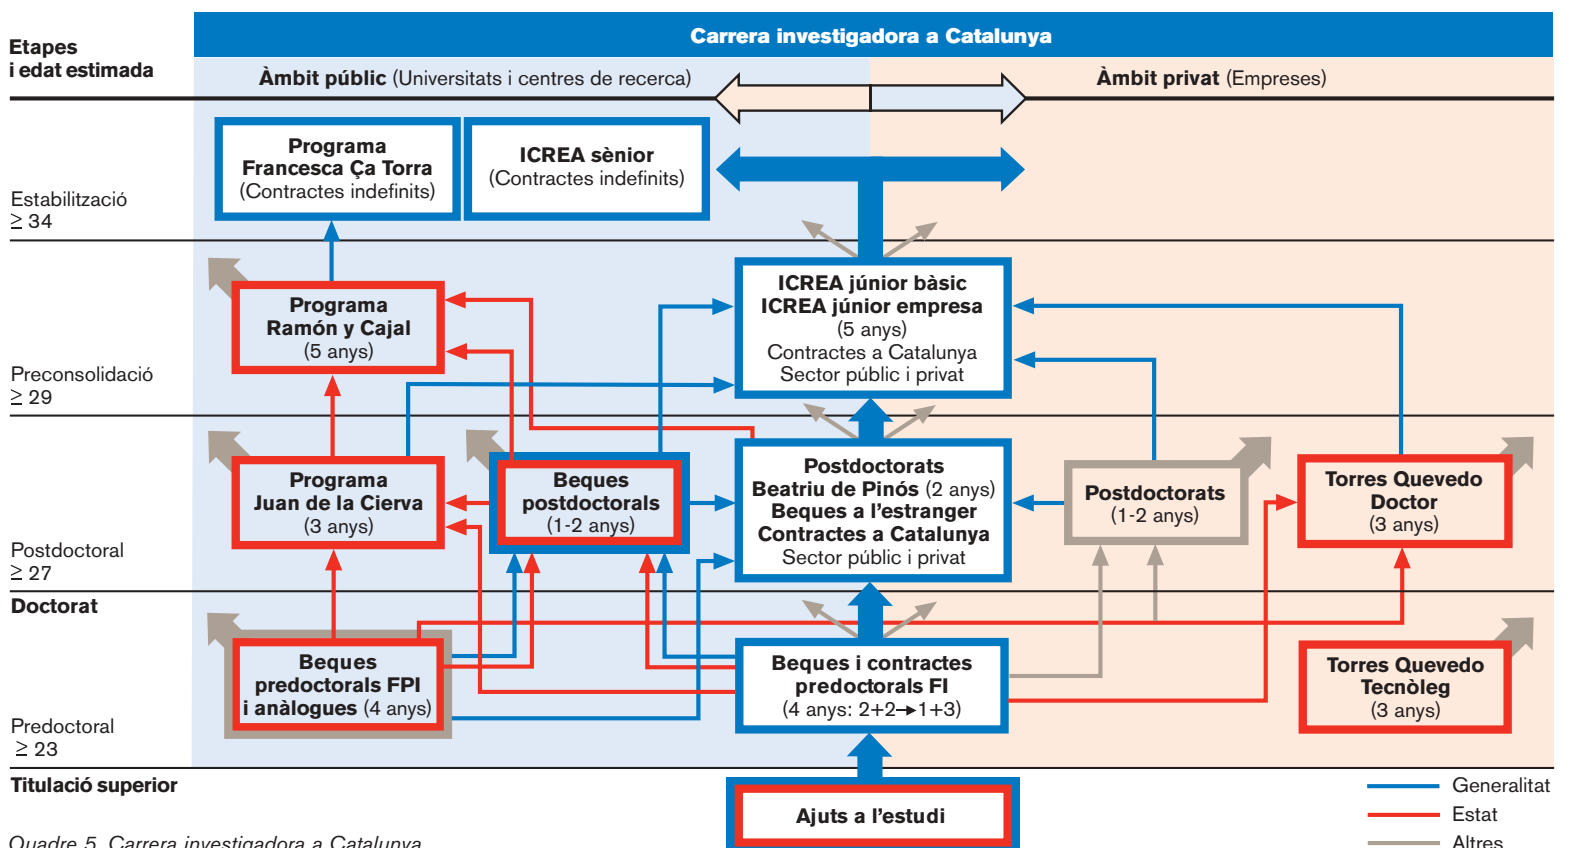 Etapes
i edat estimada
Carrera investigadora a Catalunya
Àmbit públic (Universitats i centres de recerca)
Àmbit privat (Empreses)
Estabilització
≥ 34
Programa
Francesca Ça Torra
(Contractes indefinits)
ICREA sènior
(Contractes indefinits)
Preconsolidació
≥ 29
Programa
Ramón y Cajal
(5 anys)
ICREA júnior bàsic
ICREA júnior empresa
(5 anys)
Contractes a Catalunya
Sector públic i privat
Postdoctoral
≥ 27
Programa
Juan de la Cierva
(3 anys)
Beques
postdoctorals
(1-2 anys)
Postdoctorats
Beatriu de Pinós (2 anys)
Beques a l'estranger
Contractes a Catalunya
Sector públic i privat
Postdoctorats
(1-2 anys)
Torres Quevedo
Doctor
(3 anys)
Doctorat
Predoctoral
≥ 23
Beques
predoctorals FPI
i anàlogues (4 anys)
Beques i contractes
predoctorals FI
(4 anys: 2+2→1+3)
Torres Quevedo
Tecnòleg
(3 anys)
Titulació superior
Ajuts a l'estudi
Generalitat
Estat
Altres
Quadre 5. Carrera investigadora a Catalunya